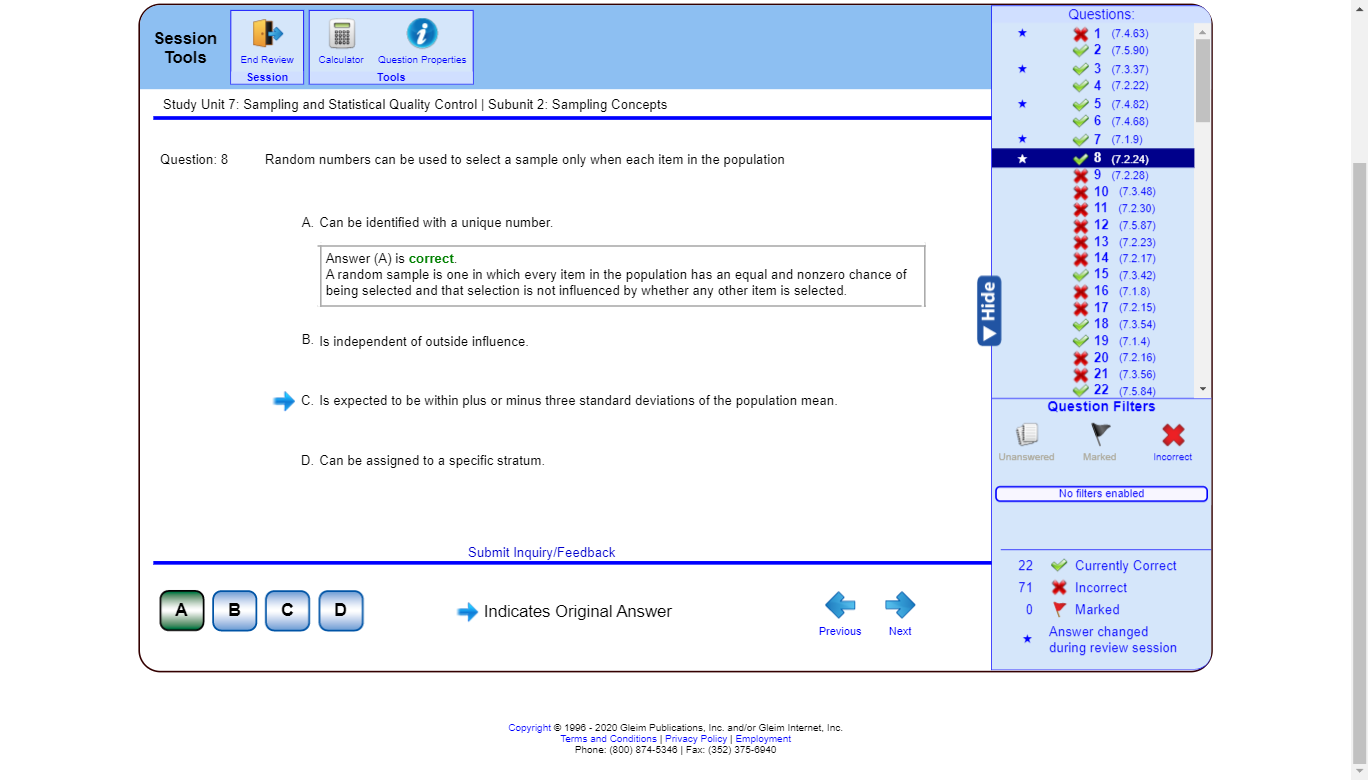 Session
Tools
End Review
Session
Calculator
Question Properties
Tools
Study Unit 7: Sampling and Statistical Quality Control | Subunit 2: Sampling Concepts
Question: 8
Random numbers can be used to select a sample only when each item in the population
A. Can be identified with a unique number.
Answer (A) is correct.
A random sample is one in which every item in the population has an equal and nonzero chance of
being selected and that selection is not influenced by whether any other item is selected.
B. Is independent of outside influence.
C. Is expected to be within plus or minus three standard deviations of the population mean.
D. Can be assigned to a specific stratum.
Submit Inquiry/Feedback
A
B
C
D
Indicates Original Answer
Previous
Next
Hide
Questions:
1 (7.4.63)
2 (7.5.90)
3 (7.3.37)
4 (7.2.22)
5 (7.4.82)
6 (7.4.68)
7 (7.1.9)
8 (7.2.24)
9 (7.2.28)
10 (7.3.48)
11 (7.2.30)
12 (7.5.87)
13 (7.2.23)
14 (7.2.17)
15 (7.3.42)
16 (7.1.8)
17 (7.2.15)
18 (7.3.54)
19 (7.1.4)
20 (7.2.16)
21 (7.3.56)
22 (7.5.84)
Question Filters
Unanswered
Marked
Incorrect
No filters enabled
22 Currently Correct
71 Incorrect
0 Marked
Answer changed
during review session
Copyright © 1996 - 2020 Gleim Publications, Inc. and/or Gleim Internet, Inc.
Terms and Conditions | Privacy Policy | Employment
Phone: (800) 874-5346 | Fax: (352) 375-6940